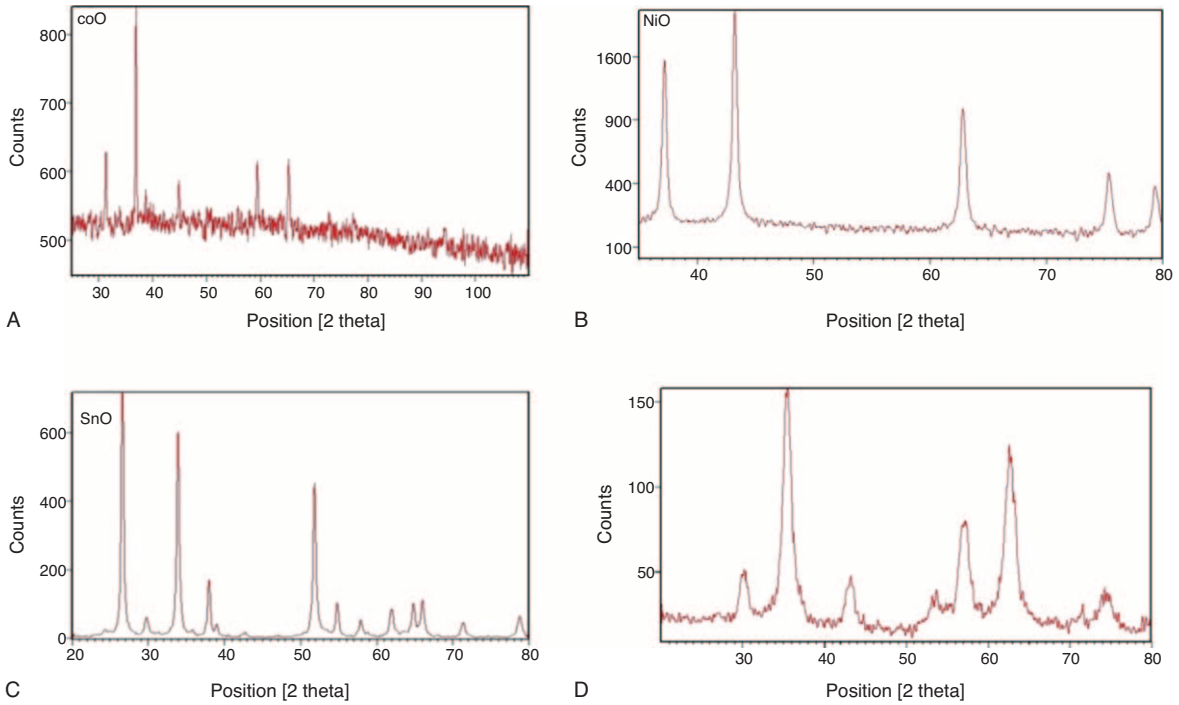 coO
800
700
600
500
Counts
30 40 50 60 70 80 90 100
Position [2 theta]
A
NiO
1600
900
400
100
Counts
40 50 60 70 80
Position [2 theta]
B
SnO
600
400
200
0
Counts
20 30 40 50 60 70 80
Position [2 theta]
C
150
100
50
Counts
30 40 50 60 70 80
Position [2 theta]
D